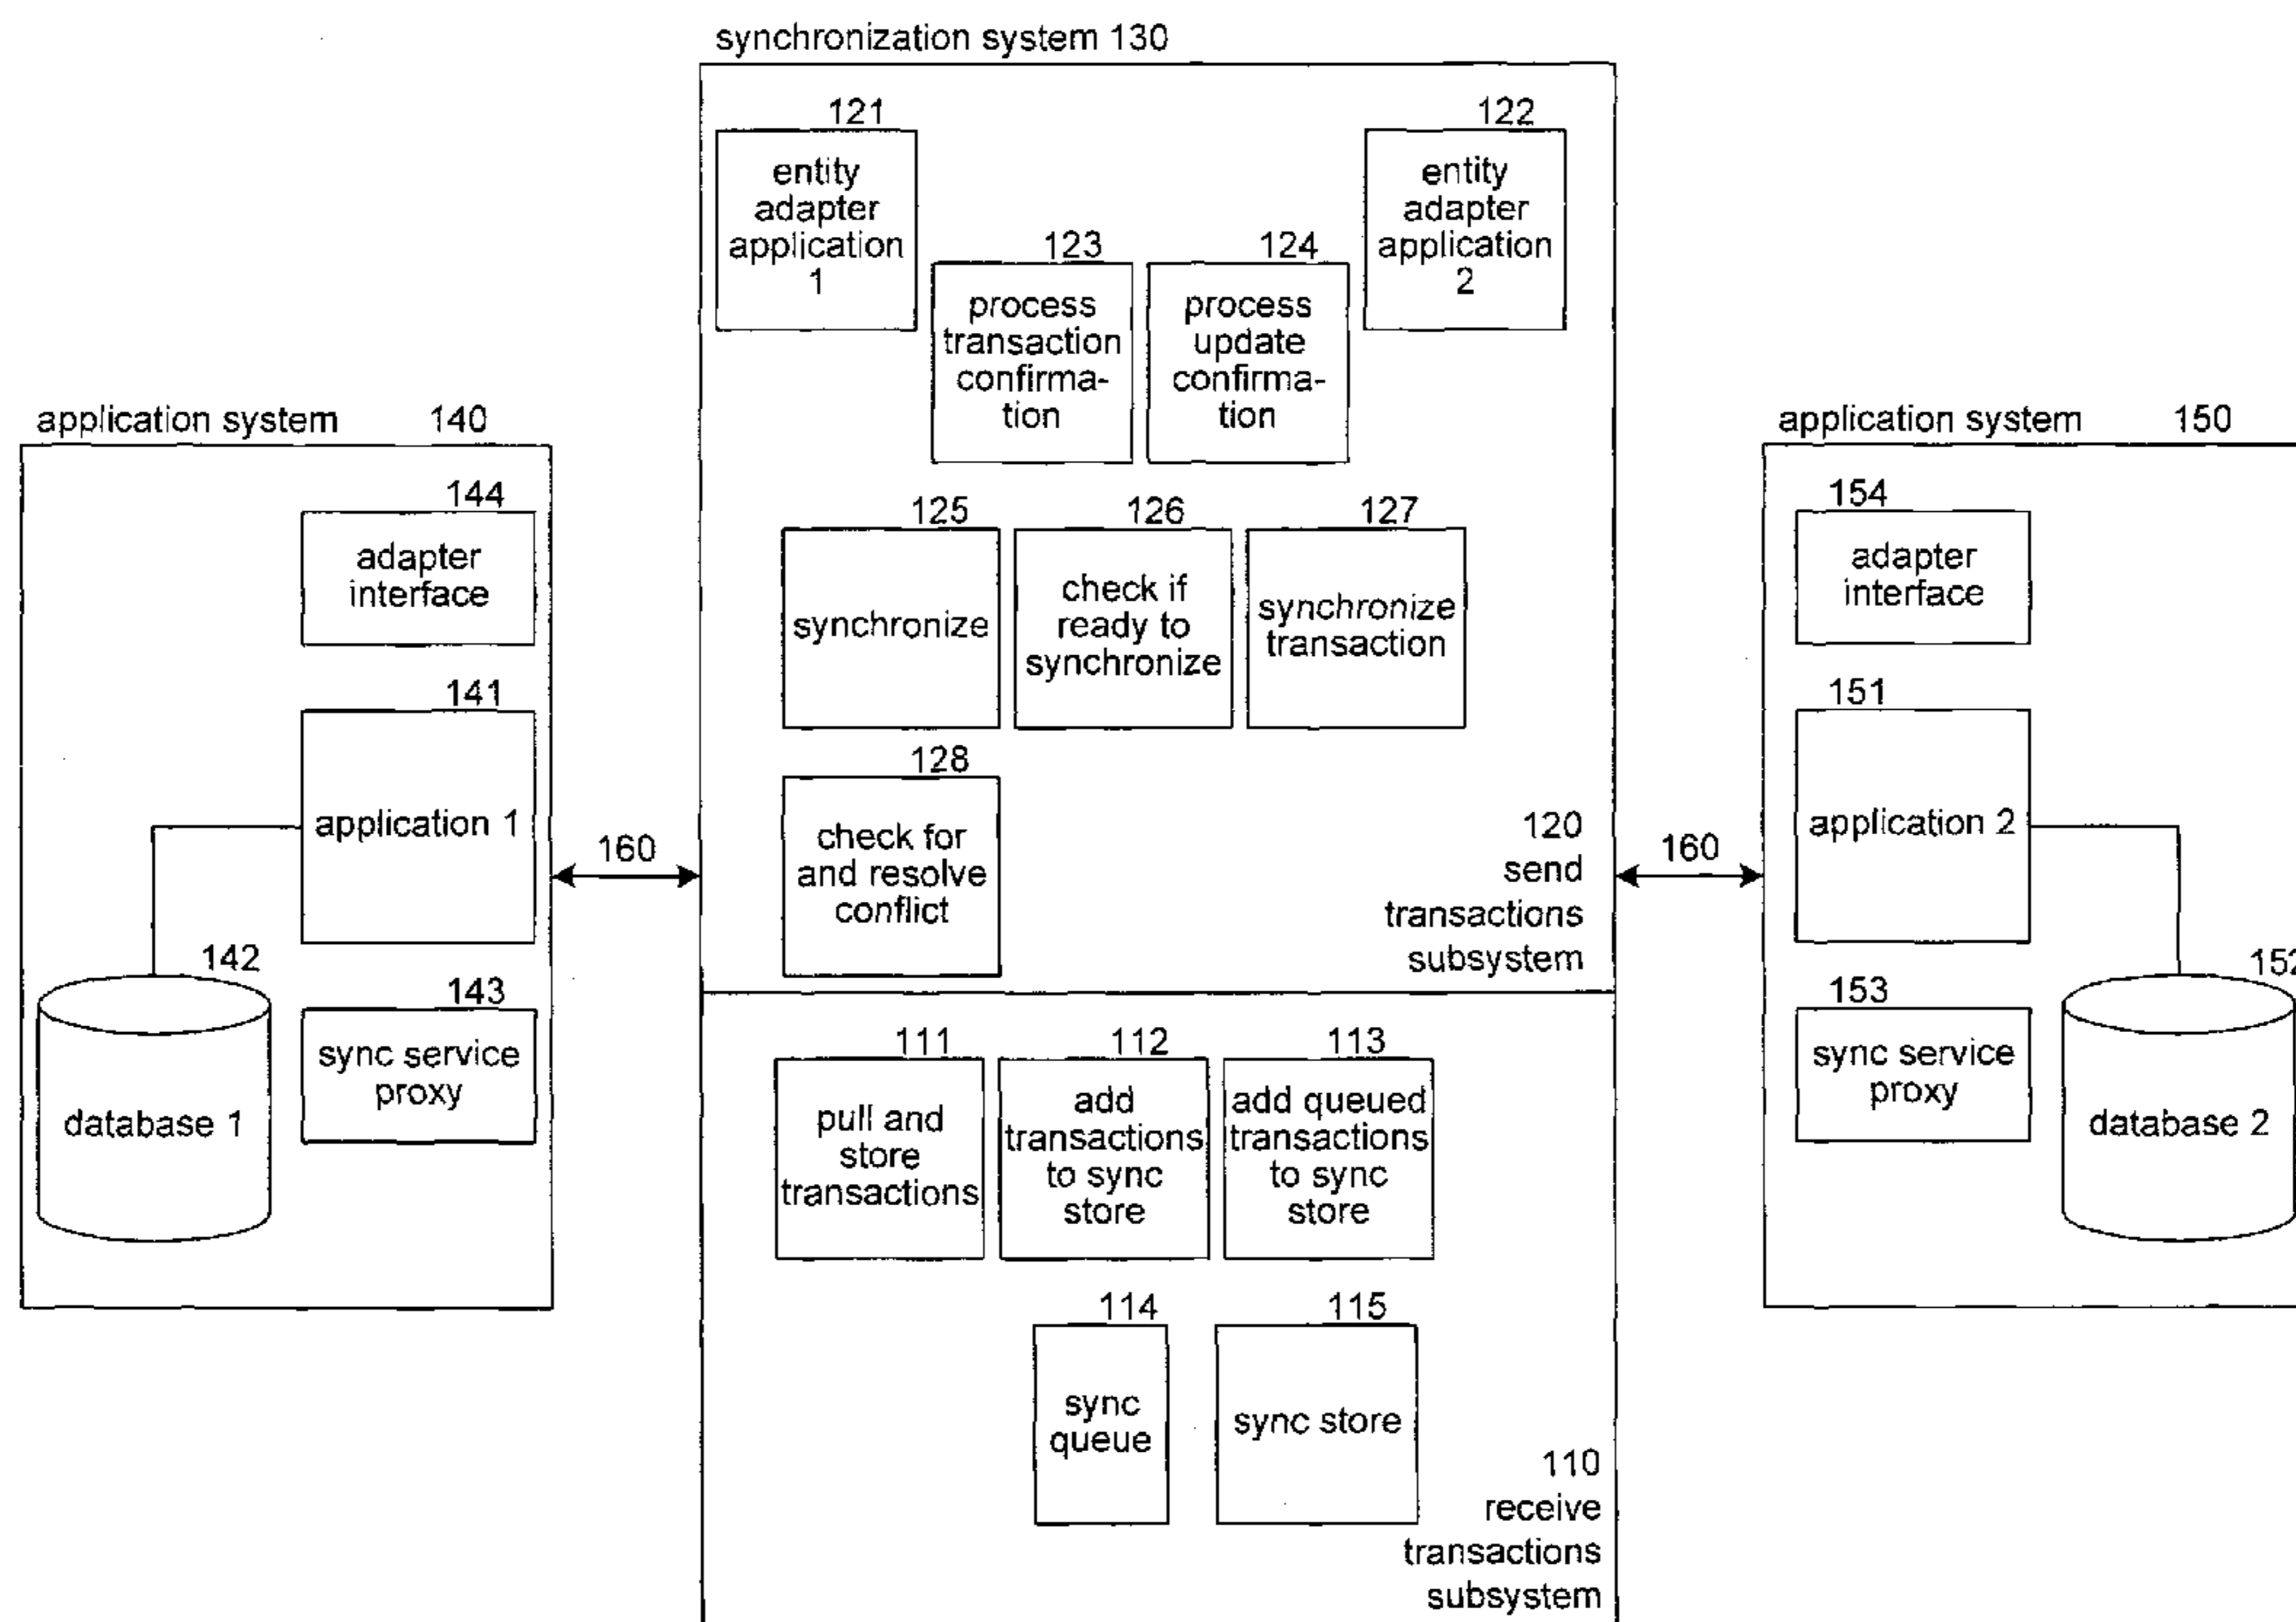 synchronization system 130
121
entity
adapter
application
1
122
entity
adapter
application
2
123
process
transaction
confirma-
tion
124
process
update
confirma-
tion
125
synchronize
126
check if
ready to
synchronize
127
synchronize
transaction
128
check for
and resolve
conflict
120
send
transactions
subsystem
application system 140
144
adapter
interface
141
application 1
142
database 1
143
sync service
proxy
160
160
application system 150
154
adapter
interface
151
application 2
152
database 2
153
sync service
proxy
111
pull and
store
transactions
112
add
transactions
to sync
store
113
add queued
transactions
to sync
store
114
sync
queue
115
sync store
110
receive
transactions
subsystem